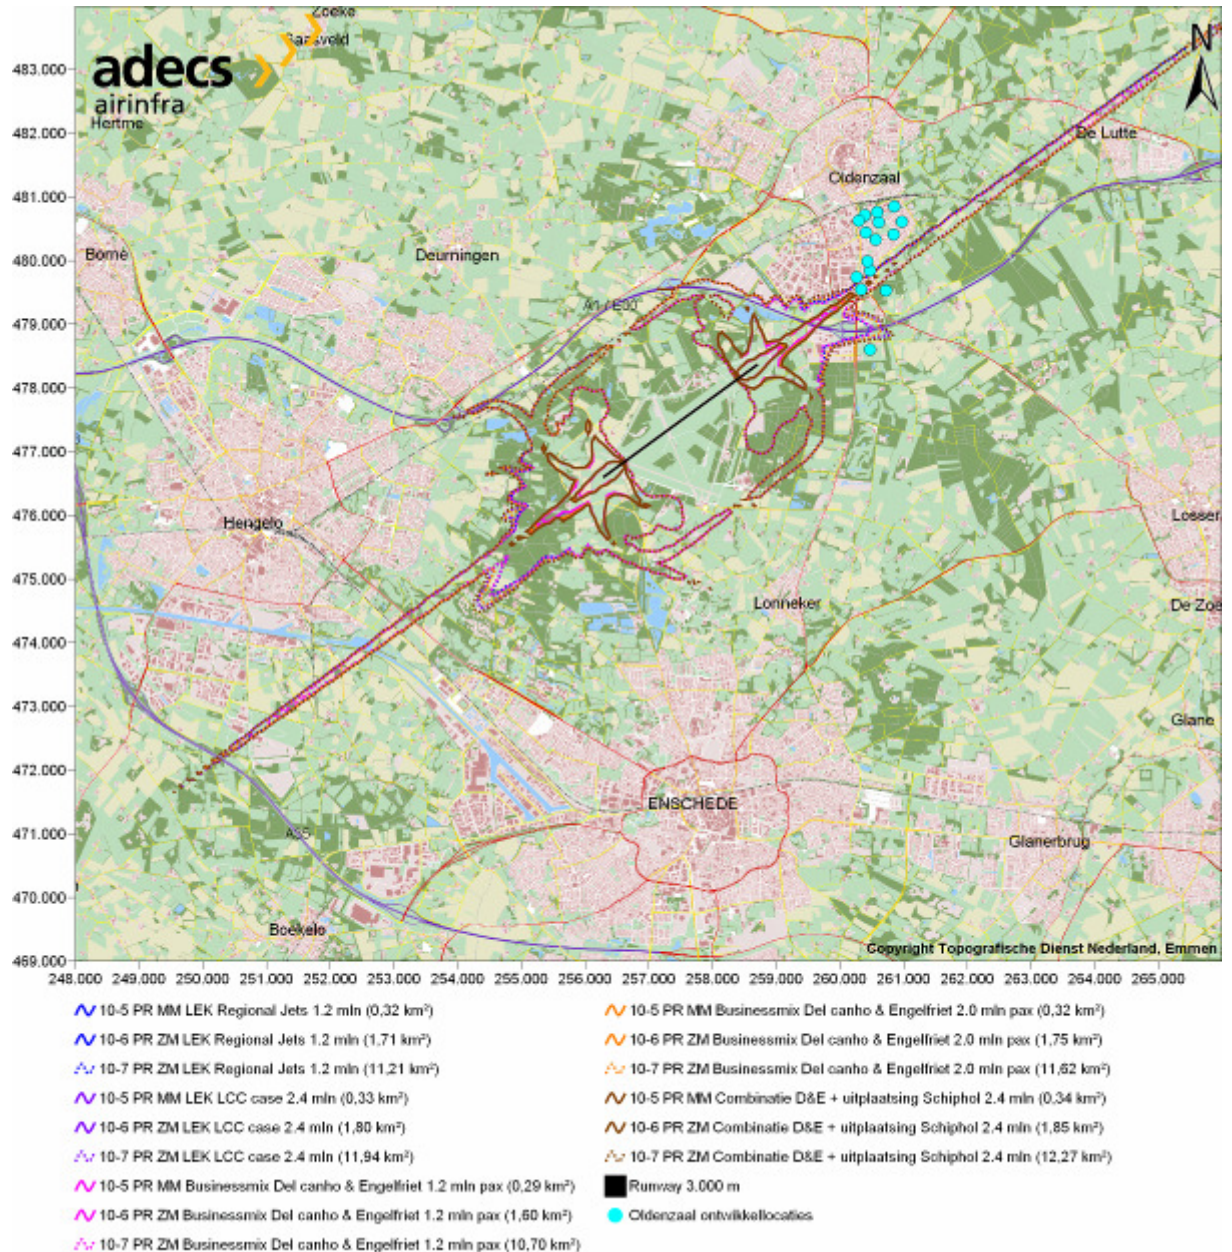 Zoeke
Saasveld
adecs
airinfra
Hertme
N
De Lutte
Oldenzaal
Borne
Deurningen
A1 / E30
Hengelo
Losser
Lonneker
De Zoe
Glane
ENSCHEDE
A35
Glanerbrug
Boekelo
Copyright Topografische Dienst Nederland, Emmen
483.000
482.000
481.000
480.000
479.000
478.000
477.000
476.000
475.000
474.000
473.000
472.000
471.000
470.000
469.000
248.000 249.000 250.000 251.000 252.000 253.000 254.000 255.000 256.000 257.000 258.000 259.000 260.000 261.000 262.000 263.000 264.000 265.000
10-5 PR MM LEK Regional Jets 1.2 mln (0,32 km²)
10-6 PR ZM LEK Regional Jets 1.2 mln (1,71 km²)
10-7 PR ZM LEK Regional Jets 1.2 mln (11,21 km²)
10-5 PR MM LEK LCC case 2.4 mln (0,33 km²)
10-6 PR ZM LEK LCC case 2.4 mln (1,80 km²)
10-7 PR ZM LEK LCC case 2.4 mln (11,94 km²)
10-5 PR MM Businessmix Del canho & Engelfriet 1.2 mln pax (0,29 km²)
10-6 PR ZM Businessmix Del canho & Engelfriet 1.2 mln pax (1,60 km²)
10-7 PR ZM Businessmix Del canho & Engelfriet 1.2 mln pax (10,70 km²)
10-5 PR MM Businessmix Del canho & Engelfriet 2.0 mln pax (0,32 km²)
10-6 PR ZM Businessmix Del canho & Engelfriet 2.0 mln pax (1,75 km²)
10-7 PR ZM Businessmix Del canho & Engelfriet 2.0 mln pax (11,62 km²)
10-5 PR MM Combinatie D&E + uitplaatsing Schiphol 2.4 mln (0,34 km²)
10-6 PR ZM Combinatie D&E + uitplaatsing Schiphol 2.4 mln (1,85 km²)
10-7 PR ZM Combinatie D&E + uitplaatsing Schiphol 2.4 mln (12,27 km²)
Runway 3.000 m
Oldenzaal ontwikkellocaties